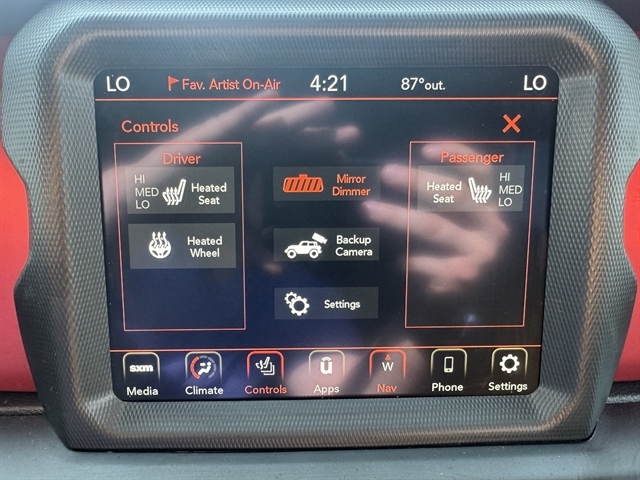 LO Fav. Artist On-Air 4:21 87°out. LO
Controls
Driver
HI
MED
LO
Heated
Seat
Heated
Wheel
Mirror
Dimmer
Backup
Camera
Settings
Passenger
Heated
Seat
HI
MED
LO
sxm
Media
Climate
Controls
u
Apps
W
Nav
Phone
Settings